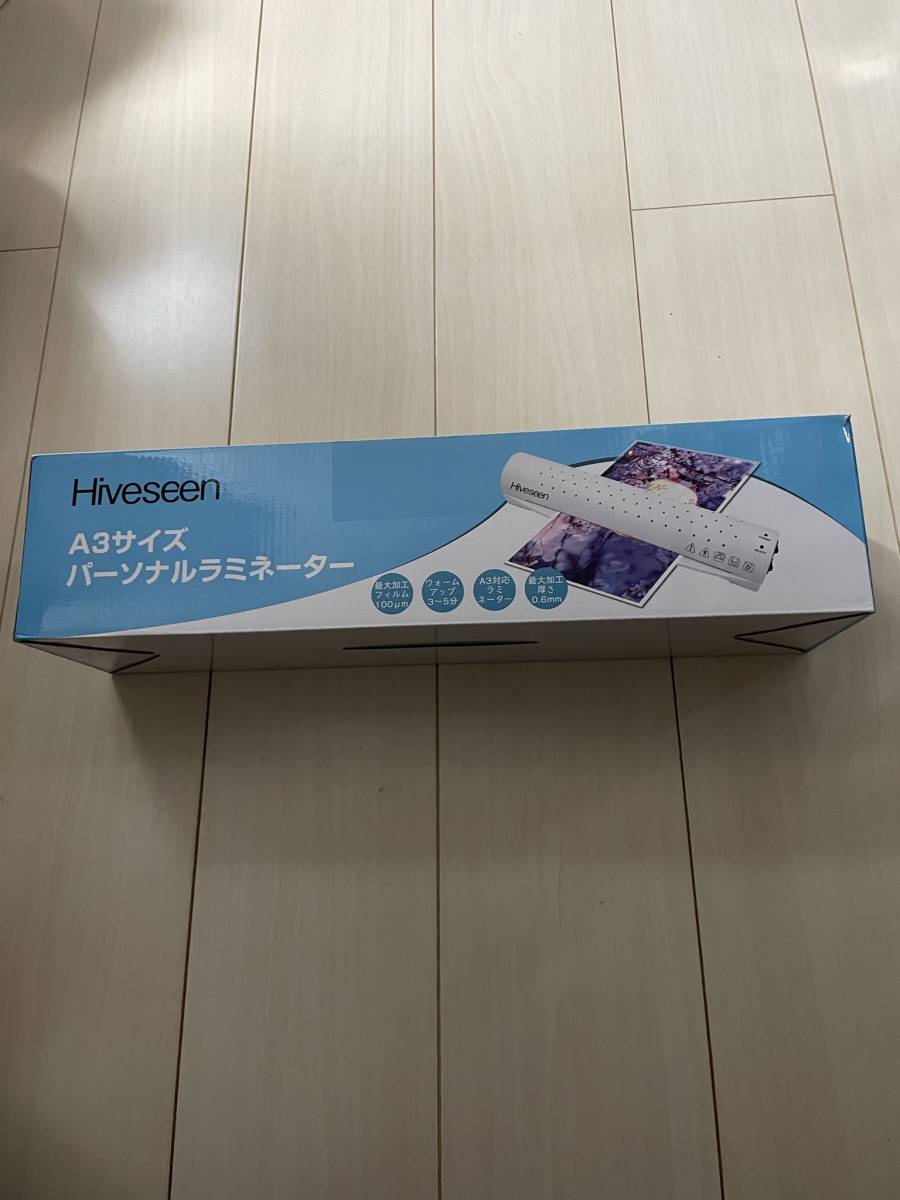 Hiveseen
A3サイズ
パーソナルラミネーター
最大加工
フィルム
100μm
ウォーム
アップ
3〜5分
A3対応
ラミ
ネーター
最大加工
厚さ
0.6mm
Hiveseen